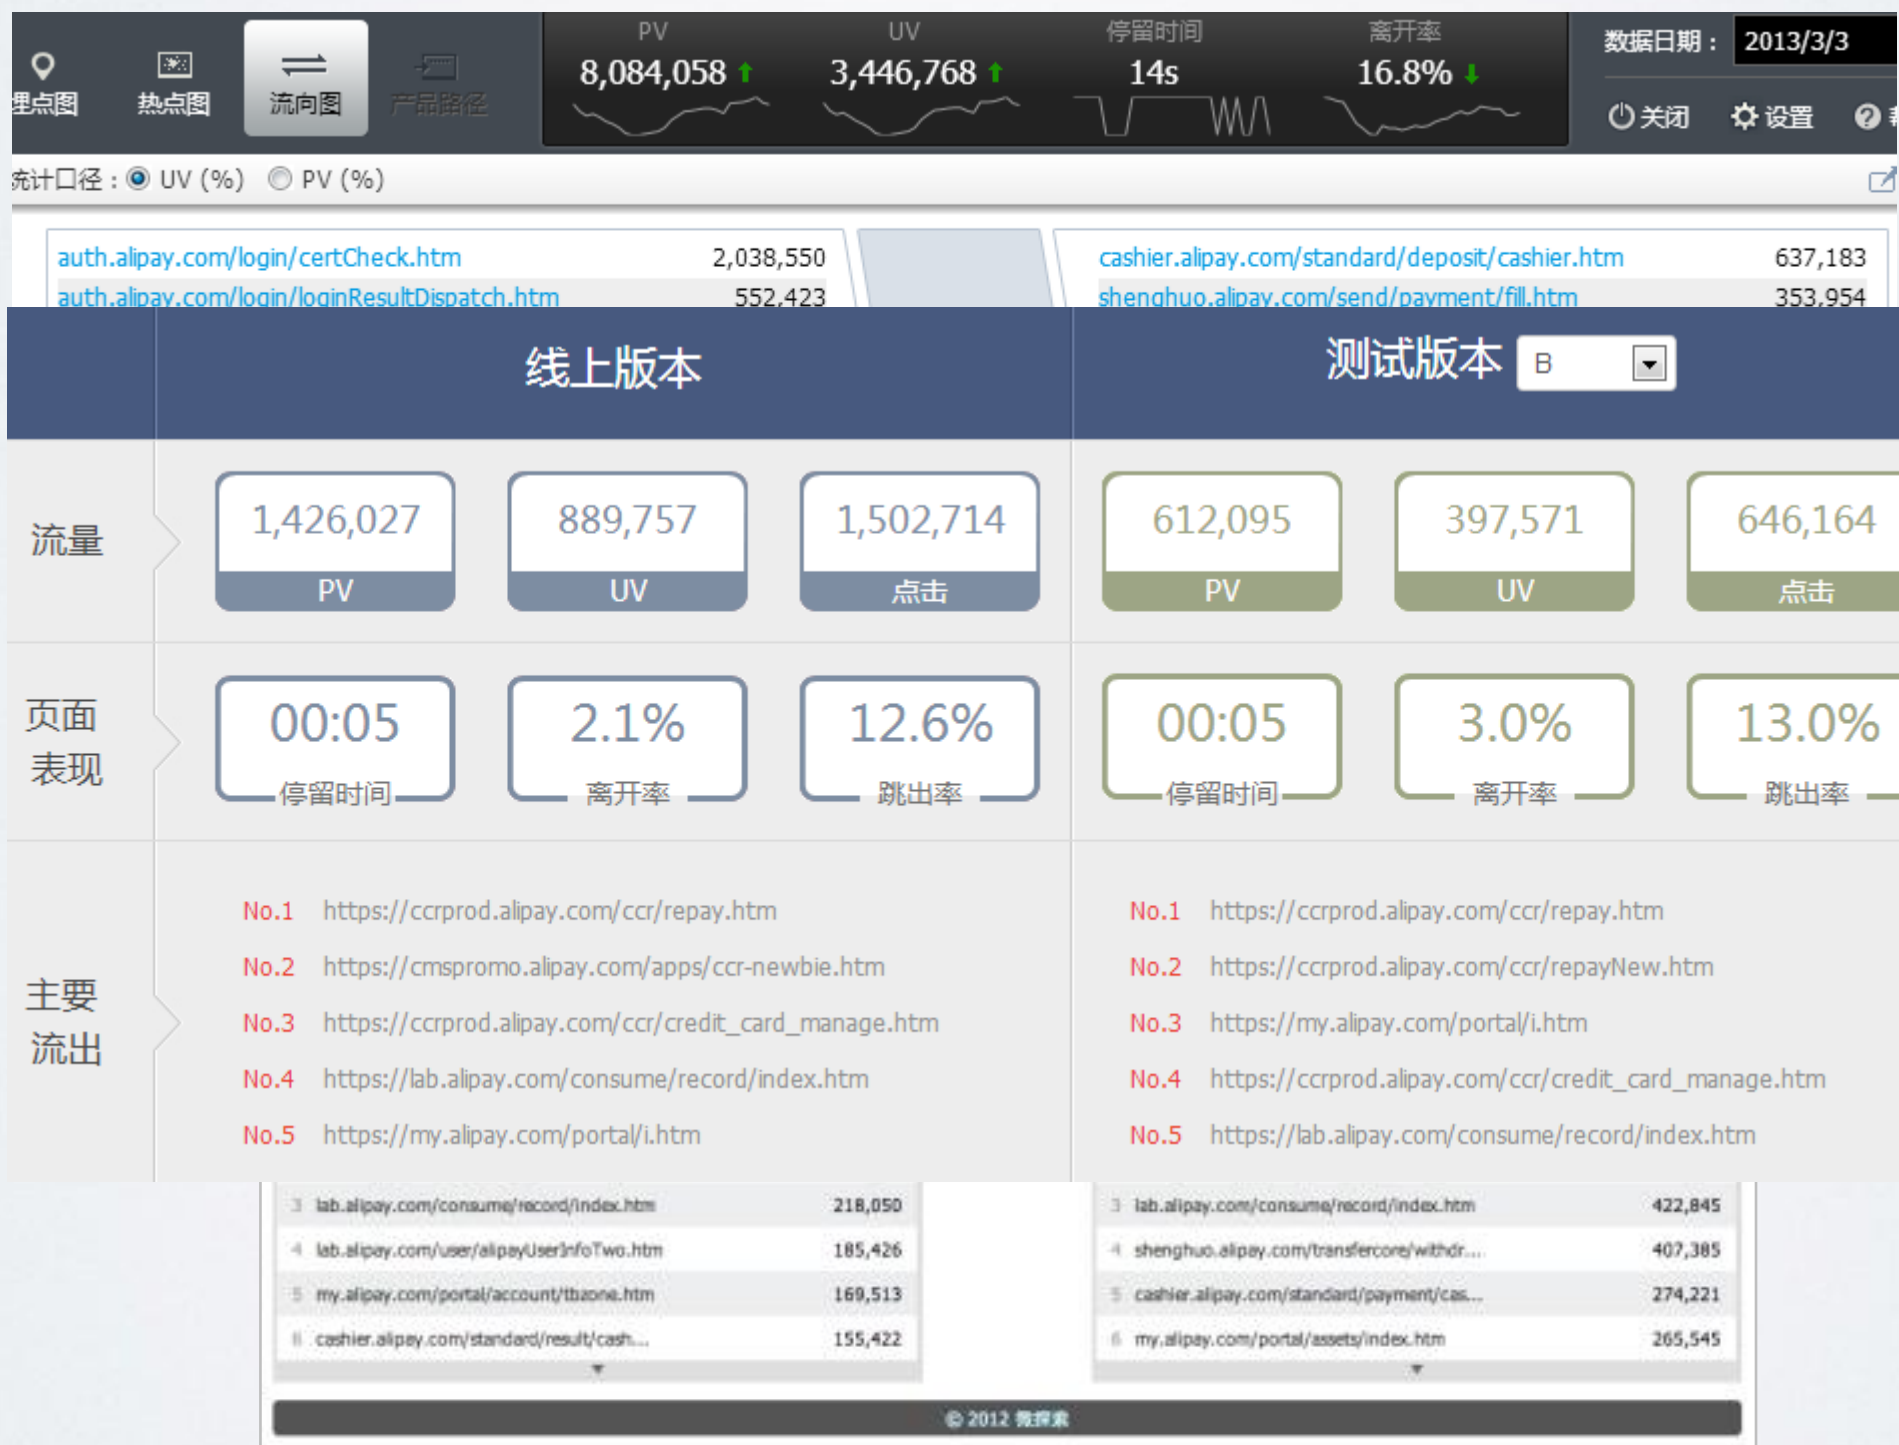 PV
UV
停留时间
离开率
数据日期：
2013/3/3
8,084,058
3,446,768
14s
16.8%
埋点图
热点图
流向图
产品路径
关闭
设置
统计口径：
UV (%)
PV (%)
auth.alipay.com/login/certCheck.htm
2,038,550
cashier.alipay.com/standard/deposit/cashier.htm
637,183
auth.alipay.com/login/loginResultDispatch.htm
552,423
shenghuo.alipay.com/send/payment/fill.htm
353,954
线上版本
测试版本
B
流量
1,426,027
PV
889,757
UV
1,502,714
点击
612,095
PV
397,571
UV
646,164
点击
页面
表现
00:05
停留时间
2.1%
离开率
12.6%
跳出率
00:05
停留时间
3.0%
离开率
13.0%
跳出率
主要
流出
No.1 https://ccrprod.alipay.com/ccr/repay.htm
No.2 https://cmspromo.alipay.com/apps/ccr-newbie.htm
No.3 https://ccrprod.alipay.com/ccr/credit_card_manage.htm
No.4 https://lab.alipay.com/consume/record/index.htm
No.5 https://my.alipay.com/portal/i.htm
No.1 https://ccrprod.alipay.com/ccr/repay.htm
No.2 https://ccrprod.alipay.com/ccr/repayNew.htm
No.3 https://my.alipay.com/portal/i.htm
No.4 https://ccrprod.alipay.com/ccr/credit_card_manage.htm
No.5 https://lab.alipay.com/consume/record/index.htm
3 lab.alipay.com/consume/record/index.htm 218,050
4 lab.alipay.com/user/alipayUserInfoTwo.htm 185,426
5 my.alipay.com/portal/account/tbzone.htm 169,513
6 cashier.alipay.com/standard/result/cash... 155,422
3 lab.alipay.com/consume/record/index.htm 422,845
4 shenghuo.alipay.com/transfercore/withdr... 407,385
5 cashier.alipay.com/standard/payment/cas... 274,221
6 my.alipay.com/portal/assets/index.htm 265,545
© 2012 微探索